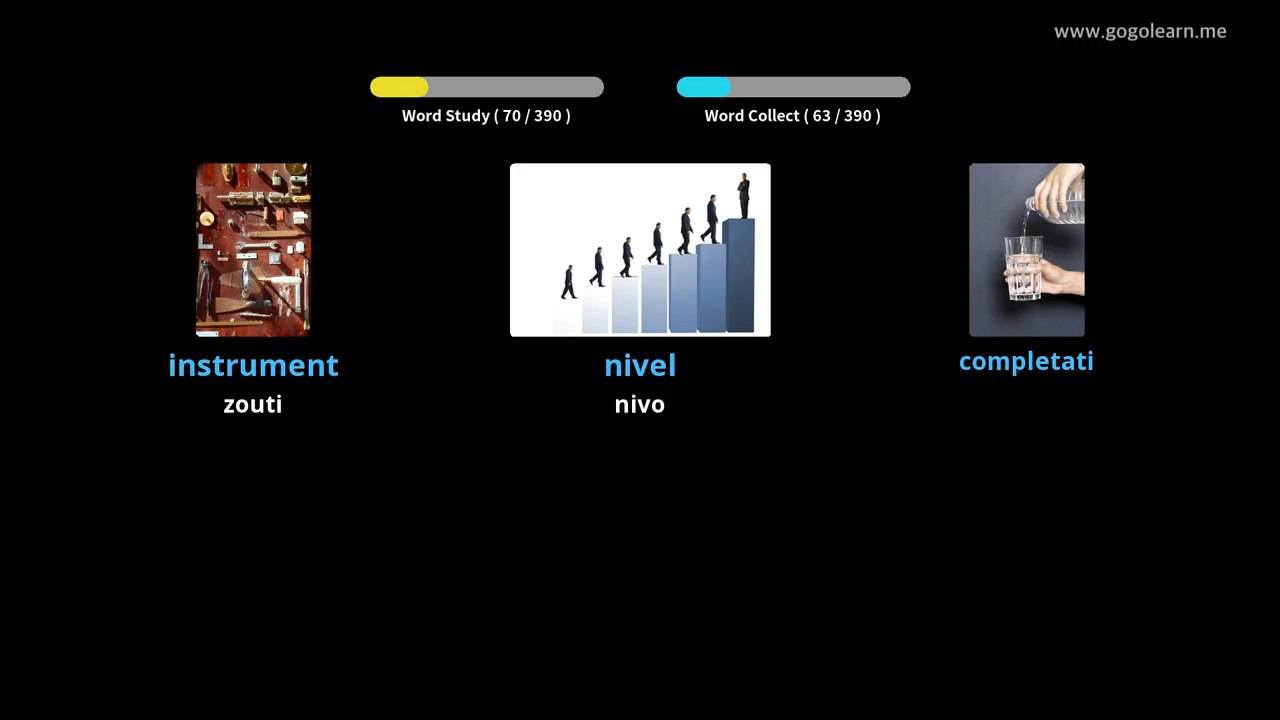 www.gogolearn.me
Word Study ( 70 / 390 )
Word Collect ( 63 / 390 )
instrument
zouti
nivel
nivo
completati